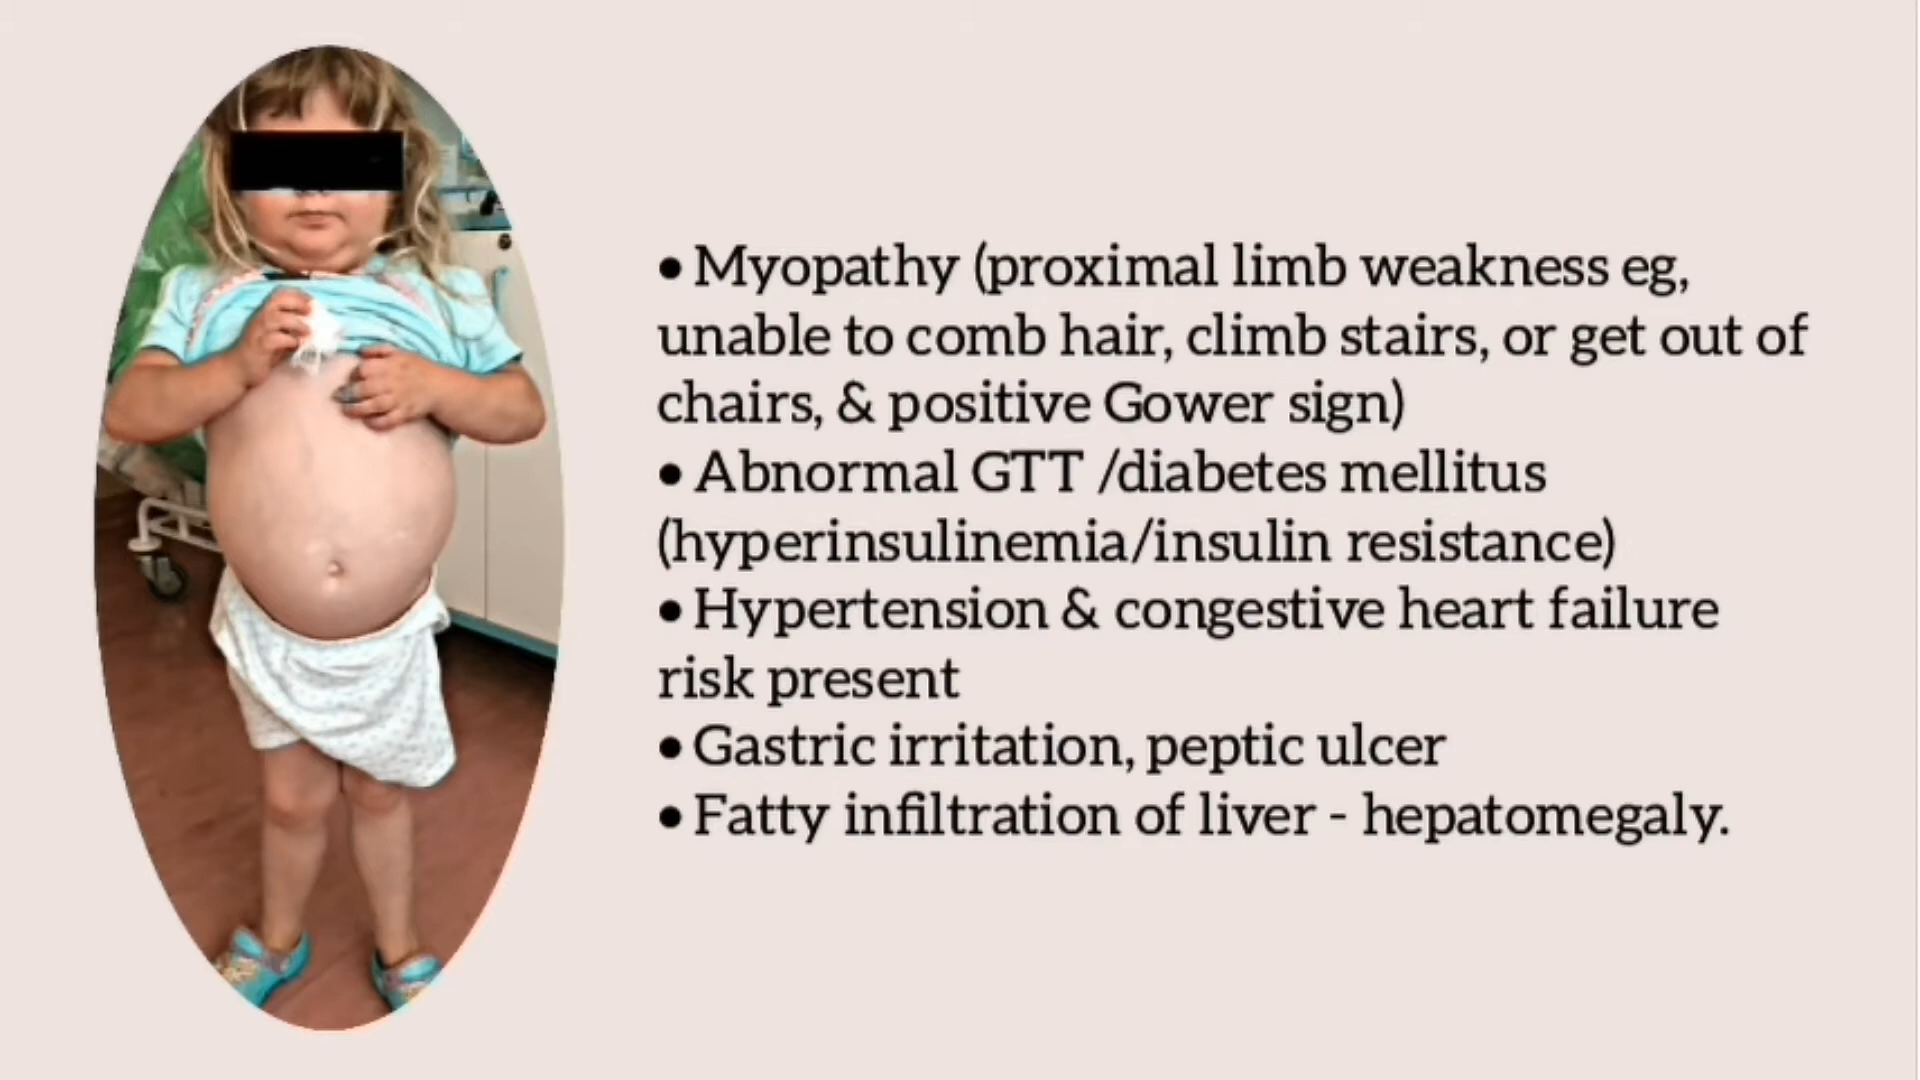 • Myopathy (proximal limb weakness eg,
unable to comb hair, climb stairs, or get out of
chairs, & positive Gower sign)
• Abnormal GTT /diabetes mellitus
(hyperinsulinemia/insulin resistance)
• Hypertension & congestive heart failure
risk present
• Gastric irritation, peptic ulcer
• Fatty infiltration of liver - hepatomegaly.